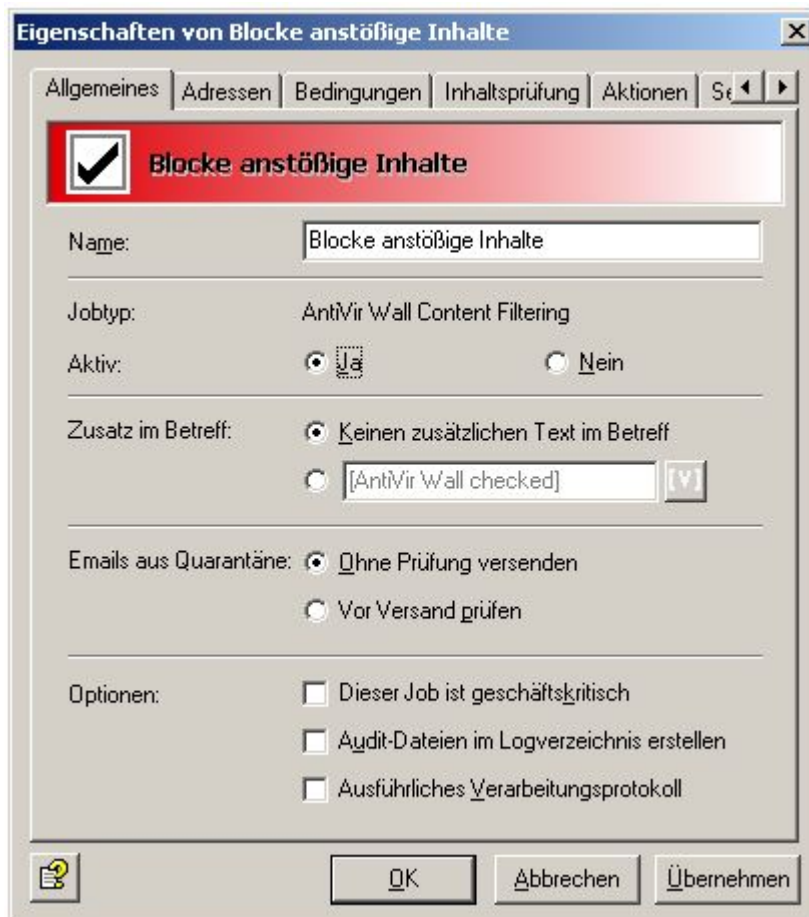 Eigenschaften von Blocke anstößige Inhalte
Allgemeines Adressen Bedingungen Inhaltsprüfung Aktionen
Blocke anstößige Inhalte
Name: Blocke anstößige Inhalte
Jobtyp: AntiVir Wall Content Filtering
Aktiv: Ja Nein
Zusatz im Betreff: Keinen zusätzlichen Text im Betreff
[AntiVir Wall checked] [V]
Emails aus Quarantäne: Ohne Prüfung versenden
Vor Versand prüfen
Optionen: Dieser Job ist geschäftskritisch
Audit-Dateien im Logverzeichnis erstellen
Ausführliches Verarbeitungsprotokoll
OK Abbrechen Übernehmen